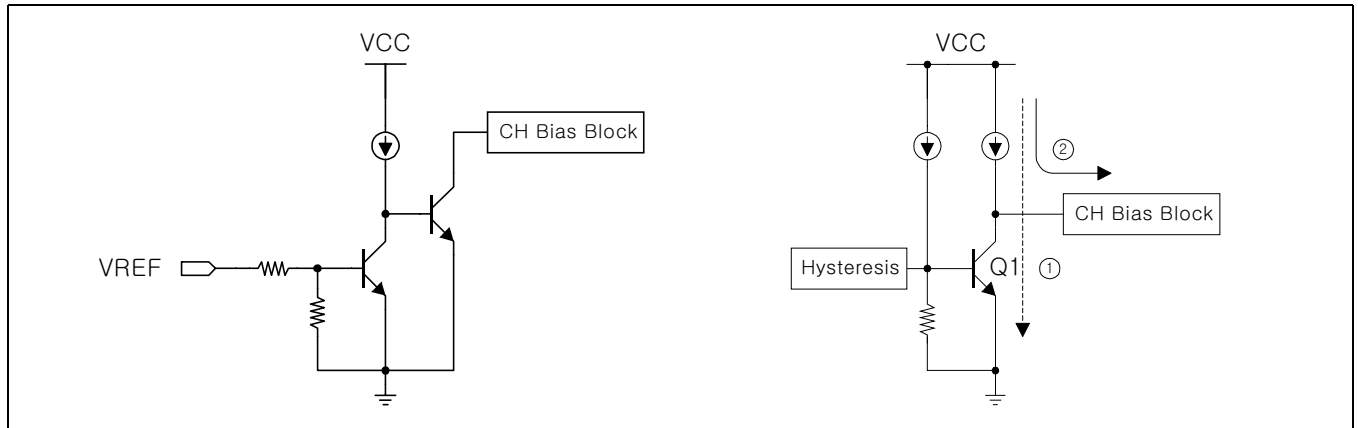 VCC
CH Bias Block
VREF
VCC
②
CH Bias Block
Hysteresis
Q1
①